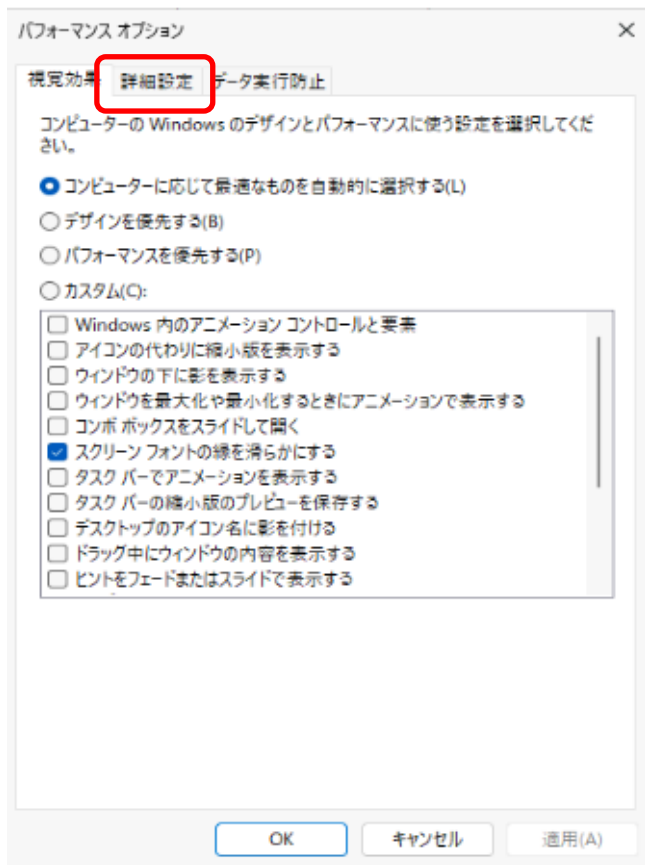 パフォーマンス オプション
視覚効果 詳細設定 データ実行防止
コンピューターの Windows のデザインとパフォーマンスに使う設定を選択してくだ
さい。
コンピューターに応じて最適なものを自動的に選択する(L)
デザインを優先する(B)
パフォーマンスを優先する(P)
カスタム(C):
Windows 内のアニメーション コントロールと要素
アイコンの代わりに縮小版を表示する
ウィンドウの下に影を表示する
ウィンドウを最大化や最小化するときにアニメーションで表示する
コンボ ボックスをスライドして開く
スクリーン フォントの縁を滑らかにする
タスク バーでアニメーションを表示する
タスク バーの縮小版のプレビューを保存する
デスクトップのアイコン名に影を付ける
ドラッグ中にウィンドウの内容を表示する
ヒントをフェードまたはスライドで表示する
OK キャンセル 適用(A)